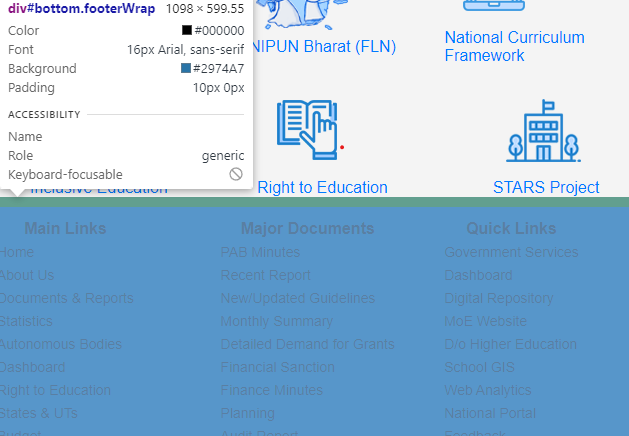 div#bottom.footerWrap 1098 × 599.55
Color #000000
Font 16px Arial, sans-serif
Background #2974A7
Padding 10px 0px
ACCESSIBILITY
Name
Role generic
Keyboard-focusable
NIPUN Bharat (FLN)
National Curriculum
Framework
Inclusive Education
Right to Education
STARS Project
Main Links
Home
About Us
Documents & Reports
Statistics
Autonomous Bodies
Dashboard
Right to Education
States & UTs
Budget
Major Documents
PAB Minutes
Recent Report
New/Updated Guidelines
Monthly Summary
Detailed Demand for Grants
Financial Sanction
Finance Minutes
Planning
Audit Report
Quick Links
Government Services
Dashboard
Digital Repository
MoE Website
D/o Higher Education
School GIS
Web Analytics
National Portal
Feedback